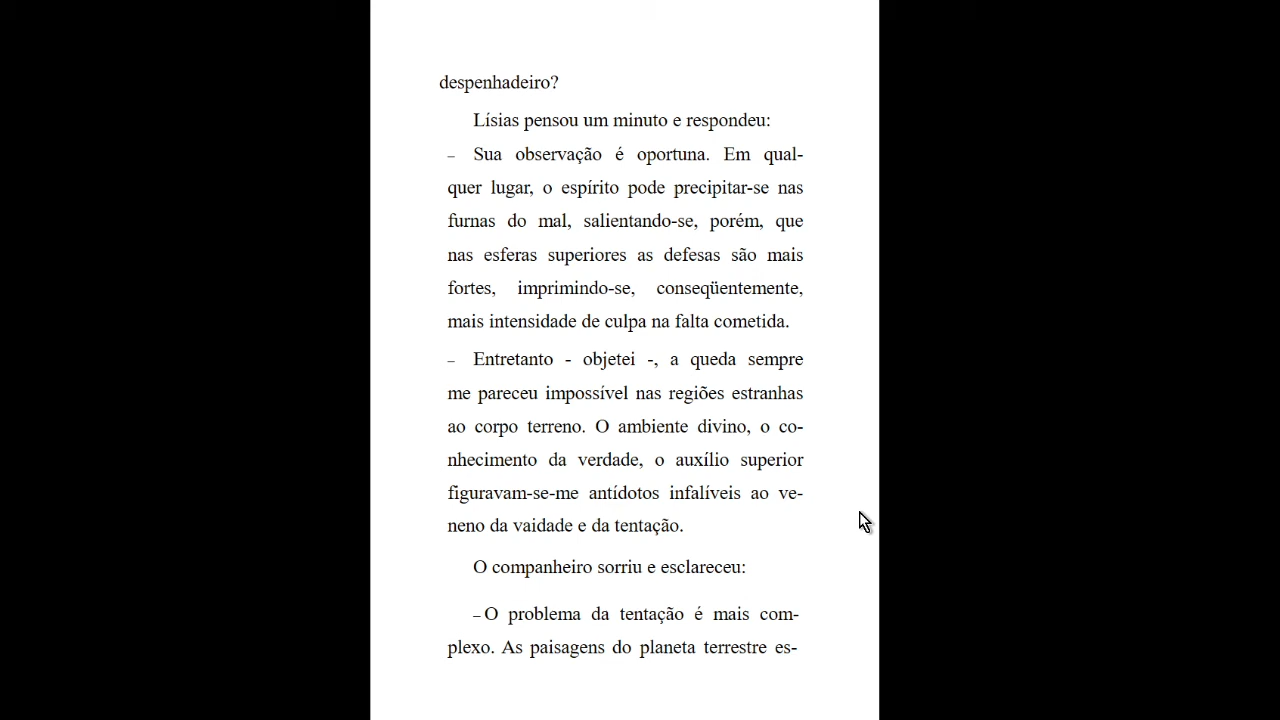 despenhadeiro?
Lísias pensou um minuto e respondeu:
– Sua observação é oportuna. Em qual-
quer lugar, o espírito pode precipitar-se nas
furnas do mal, salientando-se, porém, que
nas esferas superiores as defesas são mais
fortes, imprimindo-se, conseqüentemente,
mais intensidade de culpa na falta cometida.
– Entretanto - objetei -, a queda sempre
me pareceu impossível nas regiões estranhas
ao corpo terreno. O ambiente divino, o co-
nhecimento da verdade, o auxílio superior
figuravam-se-me antídotos infalíveis ao ve-
neno da vaidade e da tentação.
O companheiro sorriu e esclareceu:
– O problema da tentação é mais com-
plexo. As paisagens do planeta terrestre es-